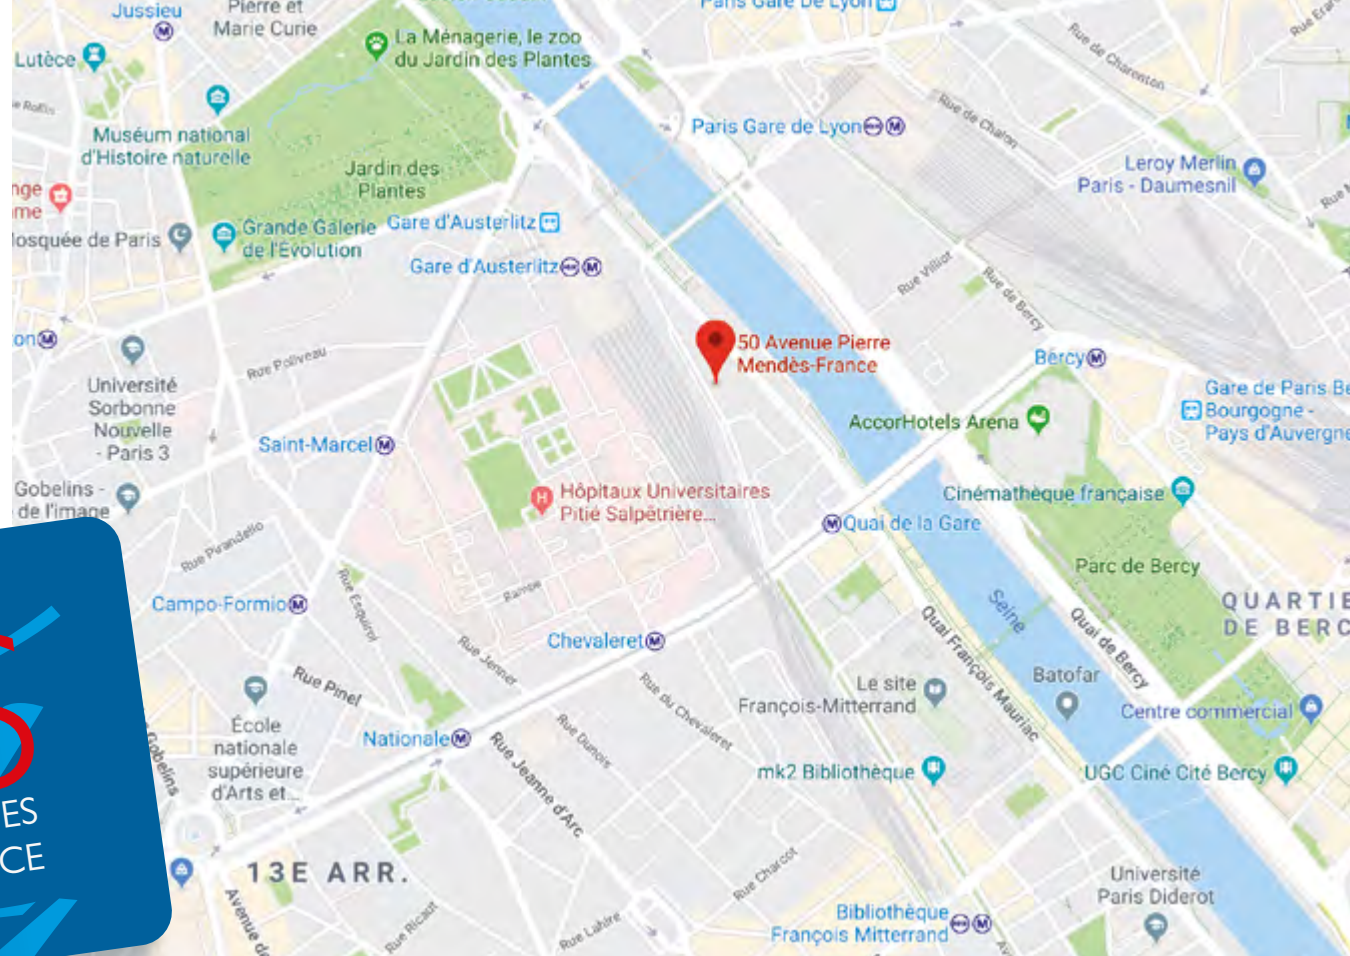 Jussieu
Pierre et
Marie Curie
Paris Gare De Lyon
La Ménagerie, le zoo
du Jardin des Plantes
Lutèce
Rue de Charenton
Muséum national
d'Histoire naturelle
Paris Gare de Lyon
Rue de Chalon
Jardin des
Plantes
Leroy Merlin
Paris - Daumesnil
nge
me
Grande Galerie
de l'Évolution
Gare d'Austerlitz
Gare d'Austerlitz
osquée de Paris
Rue Villiot
Rue de Bercy
50 Avenue Pierre
Mendès-France
Rue Poliveau
Bercy
Université
Sorbonne
Nouvelle
- Paris 3
Gare de Paris Be
Bourgogne -
Pays d'Auvergne
AccorHotels Arena
Saint-Marcel
Gobelins -
de l'image
Hôpitaux Universitaires
Pitié Salpêtrière...
Cinémathèque française
Quai de la Gare
Rue Pirandello
Parc de Bercy
Rue Esquirol
Rampe
Campo-Formio
Seine
QUARTIE
DE BERC
Quai François Mauriac
Quai de Bercy
Chevaleret
Rue Jenner
Rue Pinel
Rue du Chevaleret
Le site
François-Mitterrand
Batofar
Centre commercial
École
nationale
supérieure
d'Arts et...
Nationale
Rue Dunois
Rue Jeanne d'Arc
Gobelins
mk2 Bibliothèque
UGC Ciné Cité Bercy
ES
CE
13E ARR.
Rue Charcot
Université
Paris Diderot
Avenue de
Rue Ricaut
Rue Lahire
Bibliothèque
François Mitterrand